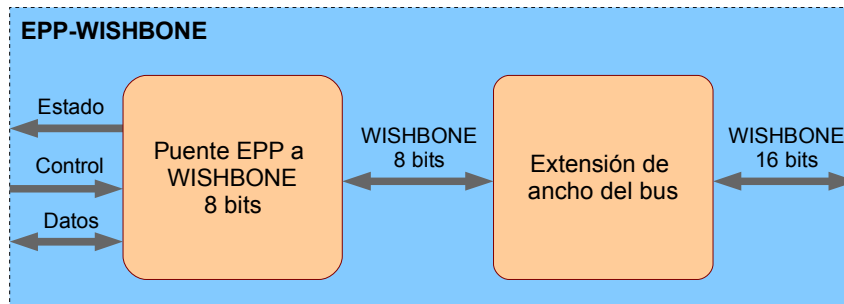 EPP-WISHBONE
Estado
Control
Datos
Puente EPP a
WISHBONE
8 bits
WISHBONE
8 bits
Extensión de
ancho del bus
WISHBONE
16 bits